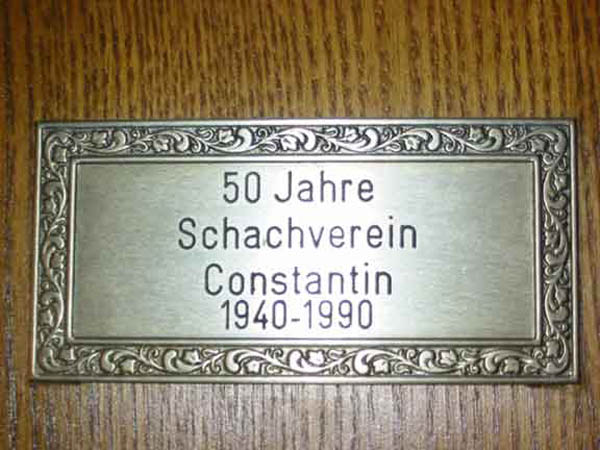 50 Jahre
Schachverein
Constantin
1940-1990